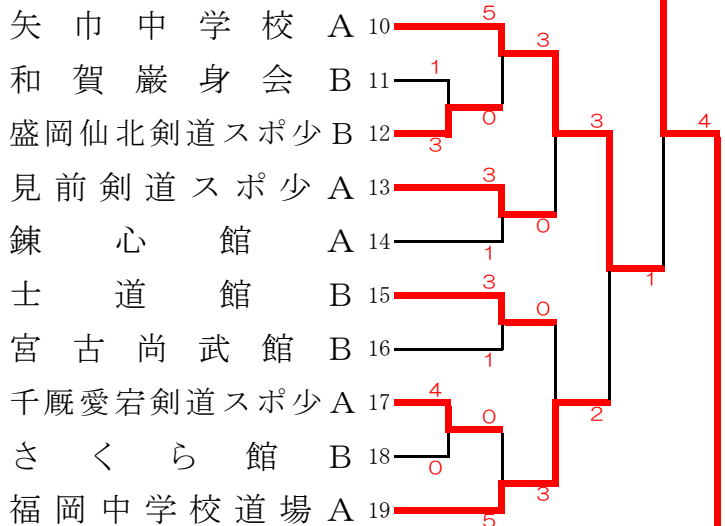 矢巾中学校 A 10 5 3 3 4
和賀巌身会 B 11 1 0
盛岡仙北剣道スポ少 B 12 3
見前剣道スポ少 A 13 3 0
錬心館 A 14 1 1
士道館 B 15 3 0
宮古尚武館 B 16 1
千厩愛宕剣道スポ少 A 17 4 0 2
さくら館 B 18 0 3
福岡中学校道場 A 19 5